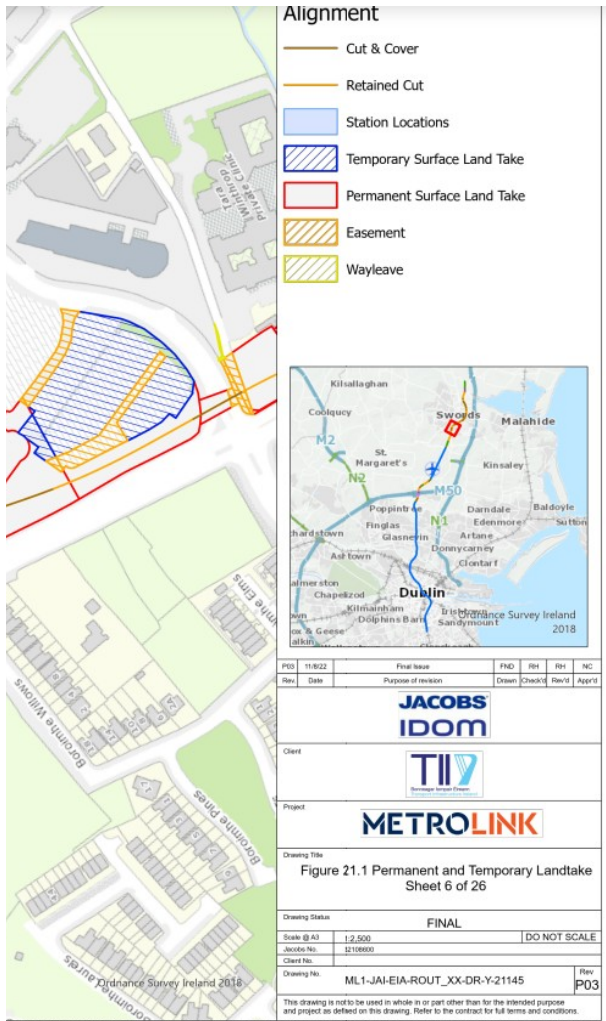 Alignment
Cut & Cover
Retained Cut
Station Locations
Temporary Surface Land Take
Permanent Surface Land Take
Easement
Wayleave
Tara
Winthrop
Private Clinic
Boroimhe Willows
Boroimhe Pines
Boroimhe Laurels
Ordnance Survey Ireland 2018
Kilsallaghan
Coolqucy
Swords
Malahide
M2
St.
Margaret's
Kinsaley
N2
M50
Poppintree
N1
Darndale
Baldoyle
Finglas
Edenmore
Sutton
Glasnevin
Artane
Donnycarney
Ashtown
Clontarf
Chapelizod
Dublin
Kilmainham
Dolphins Barn
Sandymount
Ordnance Survey Ireland
2018
P03 11/8/22 Final Issue FND RH RH NC
Rev. Date Purpose of revision Drawn Check'd Rev'd Appr'd
JACOBS
IDOM
Client
TII
Project
METROLINK
Drawing Title
Figure 21.1 Permanent and Temporary Landtake
Sheet 6 of 26
Drawing Status
FINAL
Scale @ A3 1:2,500 DO NOT SCALE
Jacobs No. 32108600
Client No.
Drawing No. ML1-JAI-EIA-ROUT_XX-DR-Y-21145
Rev
P03
This drawing is not to be used in whole in or part other than for the intended purpose
and project as defined on this drawing. Refer to the contract for full terms and conditions.